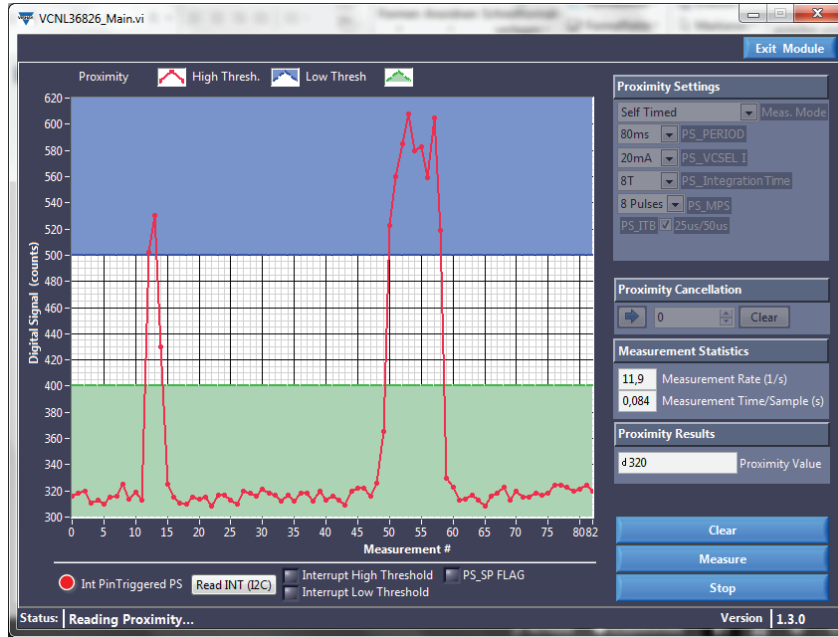 VCNL36826_Main.vi
Exit Module
Proximity High Thresh. Low Thresh
620
600
580
560
540
520
500
480
460
440
420
400
380
360
340
320
300
Digital Signal (counts)
0 5 10 15 20 25 30 35 40 45 50 55 60 65 70 75 80 82
Measurement #
Proximity Settings
Self Timed Meas. Mode
80ms PS_PERIOD
20mA PS_VCSEL I
8T PS_IntegrationTime
8 Pulses PS_MPS
PS_ITB 25us/50us
Proximity Cancellation
0 Clear
Measurement Statistics
11,9 Measurement Rate (1/s)
0,084 Measurement Time/Sample (s)
Proximity Results
d 320 Proximity Value
Clear
Measure
Stop
Int PinTriggered PS Read INT (I2C)
Interrupt High Threshold PS_SP FLAG
Interrupt Low Threshold
Status: Reading Proximity... Version 1.3.0